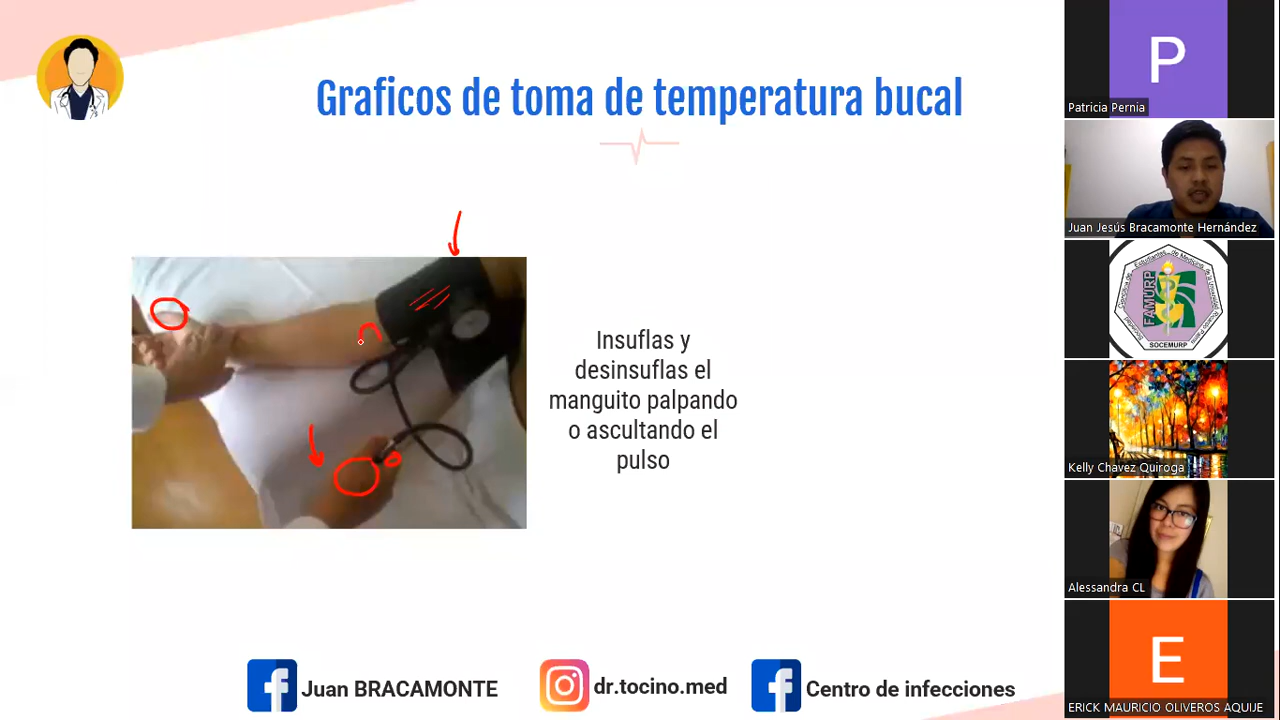 Graficos de toma de temperatura bucal
Insuflas y
desinsuflas el
manguito palpando
o ascultando el
pulso
Juan BRACAMONTE
dr.tocino.med
Centro de infecciones
P
Patricia Pernia
Juan Jesús Bracamonte Hernández
FAMURP
SOCEMURP
Kelly Chavez Quiroga
Alessandra CL
E
ERICK MAURICIO OLIVEROS AQUIJE